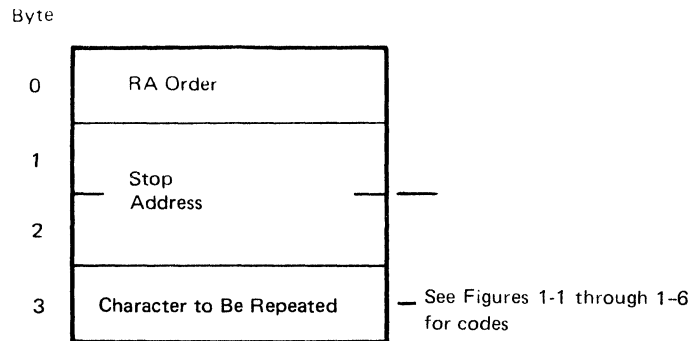 Byte
0 RA Order
1
Stop
Address
2
3 Character to Be Repeated
See Figures 1-1 through 1-6
for codes